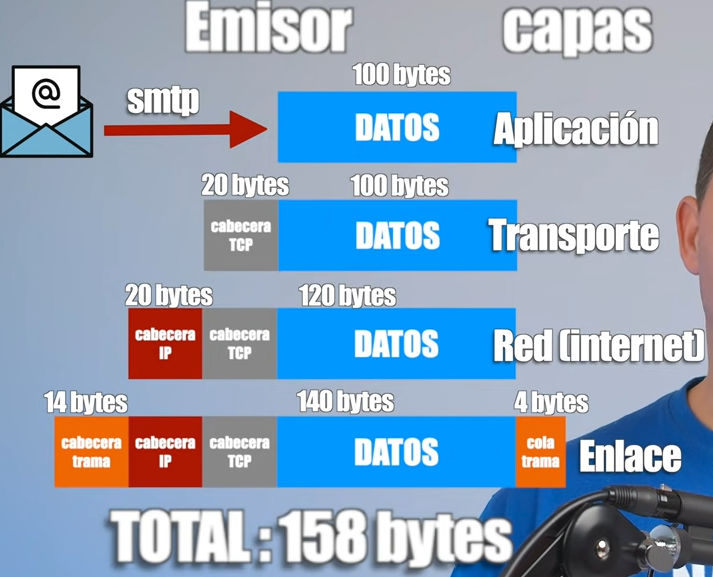 Emisor capas
@
smtp
100 bytes
DATOS
Aplicación
20 bytes 100 bytes
cabecera
TCP
DATOS
Transporte
20 bytes 120 bytes
cabecera
IP
cabecera
TCP
DATOS
Red (internet)
14 bytes 140 bytes 4 bytes
cabecera
trama
cabecera
IP
cabecera
TCP
DATOS
cola
trama
Enlace
TOTAL : 158 bytes